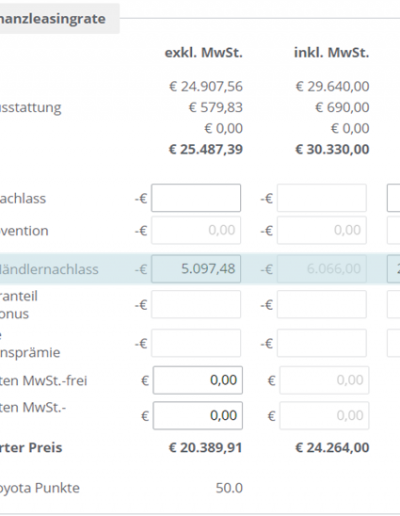 nanzleasingrate
exkl. MwSt. inkl. MwSt.
€ 24.907,56 € 29.640,00
sstattung € 579,83 € 690,00
€ 0,00 € 0,00
€ 25.487,39 € 30.330,00
achlass -€ -€
vention -€ 0,00 -€ 0,00
ändlernachlass -€ 5.097,48 -€ 6.066,00 2
ranteil
onus -€ -€
e
nsprämie -€ -€
ten MwSt.-frei € 0,00 € 0,00
ten MwSt.- € 0,00 € 0,00
rter Preis € 20.389,91 € 24.264,00
oyota Punkte 50.0